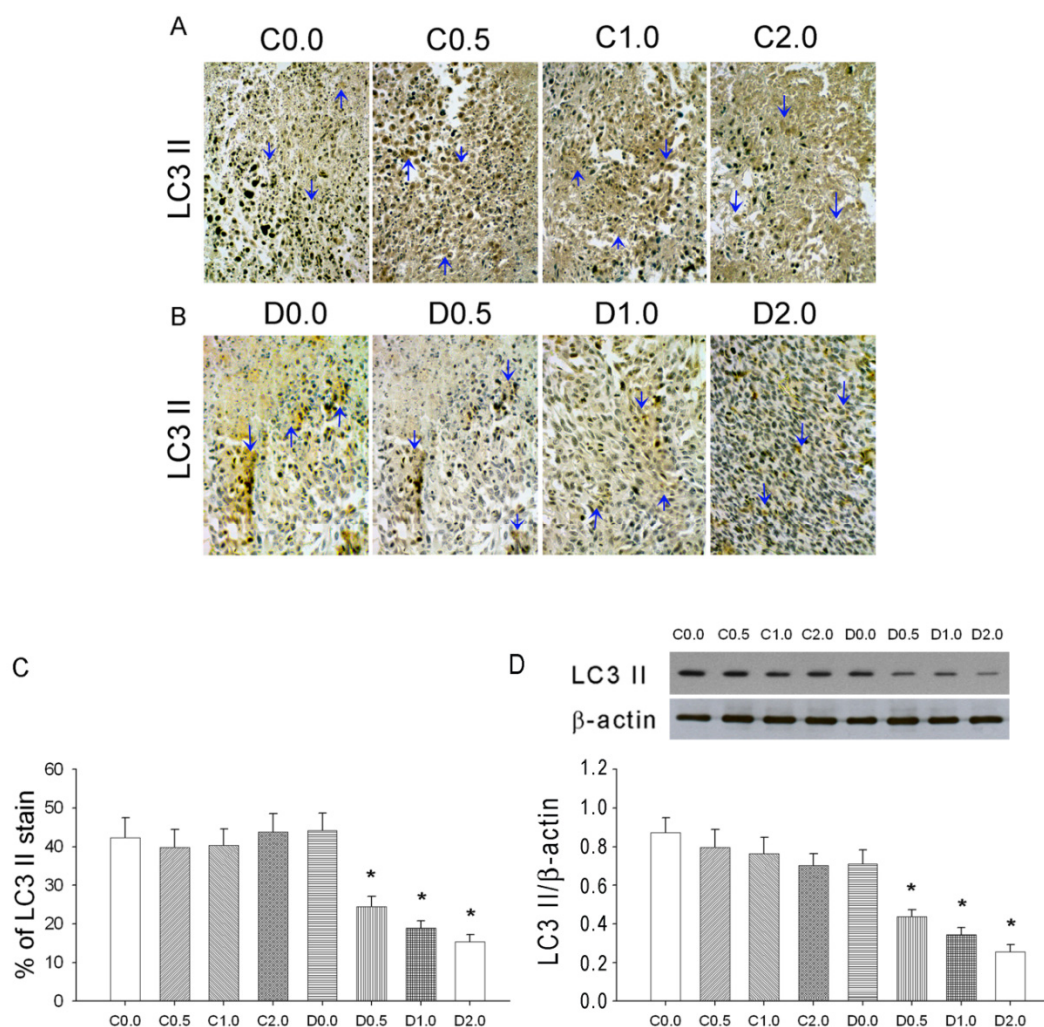 A
C0.0 C0.5 C1.0 C2.0
LC3 II
B
D0.0 D0.5 D1.0 D2.0
LC3 II
C
% of LC3 II stain
60
50
40
30
20
10
0
* * *
C0.0 C0.5 C1.0 C2.0 D0.0 D0.5 D1.0 D2.0
D
C0.0 C0.5 C1.0 C2.0 D0.0 D0.5 D1.0 D2.0
LC3 II
β-actin
LC3 II/β-actin
1.2
1.0
0.8
0.6
0.4
0.2
0.0
* * *
C0.0 C0.5 C1.0 C2.0 D0.0 D0.5 D1.0 D2.0